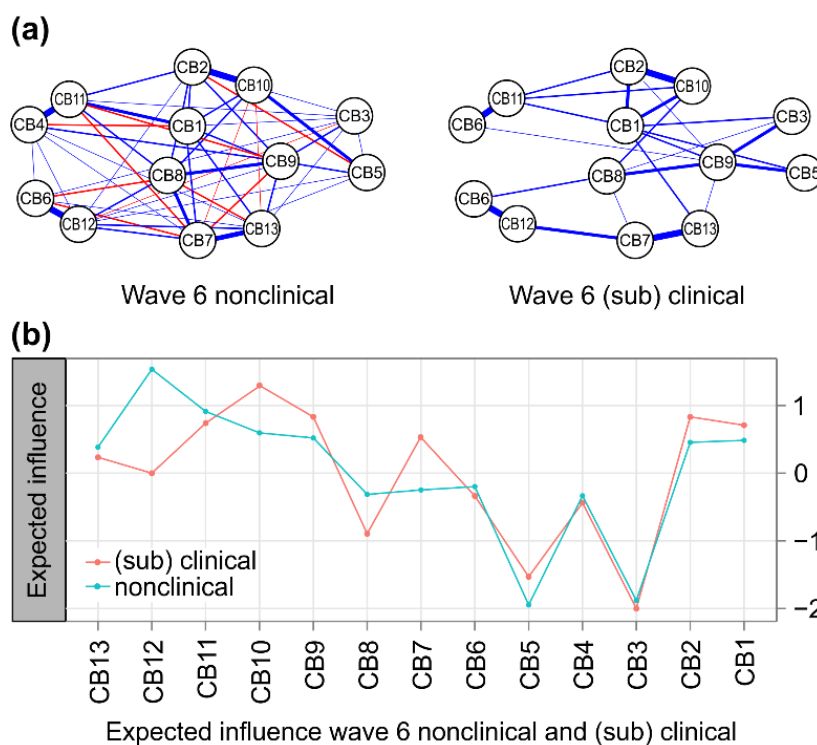 (a)
CB2
CB10
CB11
CB4
CB1
CB3
CB9
CB8
CB5
CB6
CB12
CB7
CB13
Wave 6 nonclinical
CB2
CB10
CB11
CB6
CB1
CB3
CB9
CB8
CB5
CB6
CB12
CB7
CB13
Wave 6 (sub) clinical
(b)
Expected influence
(sub) clinical
nonclinical
1
0
−1
−2
CB13
CB12
CB11
CB10
CB9
CB8
CB7
CB6
CB5
CB4
CB3
CB2
CB1
Expected influence wave 6 nonclinical and (sub) clinical